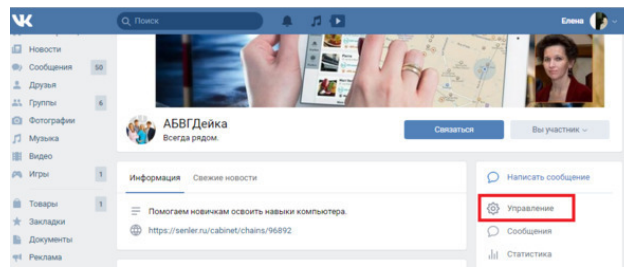 Поиск
Елена
Новости
Сообщения 50
Друзья
Группы 6
Фотографии
Музыка
Видео
Игры 1
Товары 1
Закладки
Документы
Реклама
АБВГДейка
Всегда рядом.
Связаться
Вы участник
Информация Свежие новости
Помогаем новичкам освоить навыки компьютера.
https://senler.ru/cabinet/chains/96892
Написать сообщение
Управление
Сообщения
Статистика